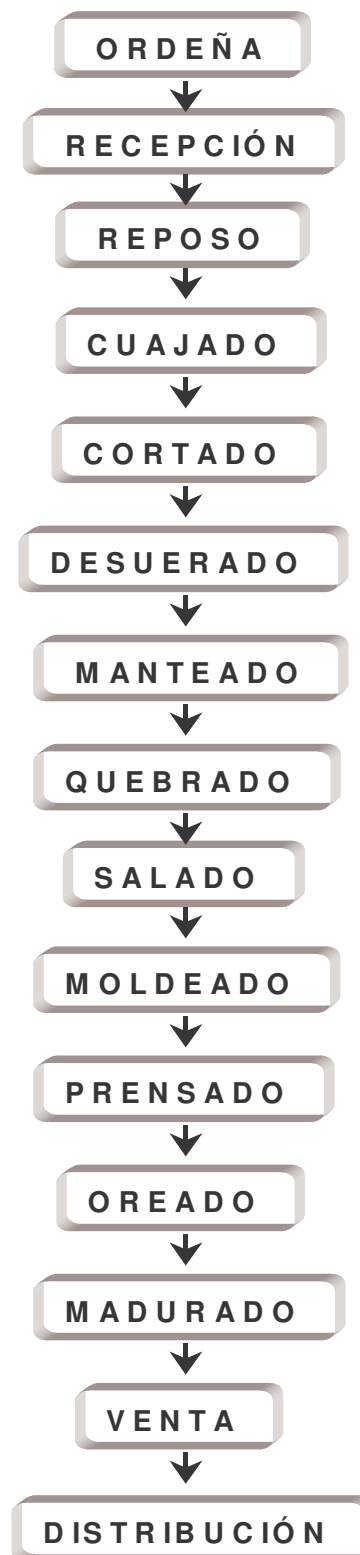 ORDEÑA
RECEPCIÓN
REPOSO
CUAJADO
CORTADO
DESUERADO
MANTEADO
QUEBRADO
SALADO
MOLDEADO
PRENSADO
OREADO
MADURADO
VENTA
DISTRIBUCIÓN